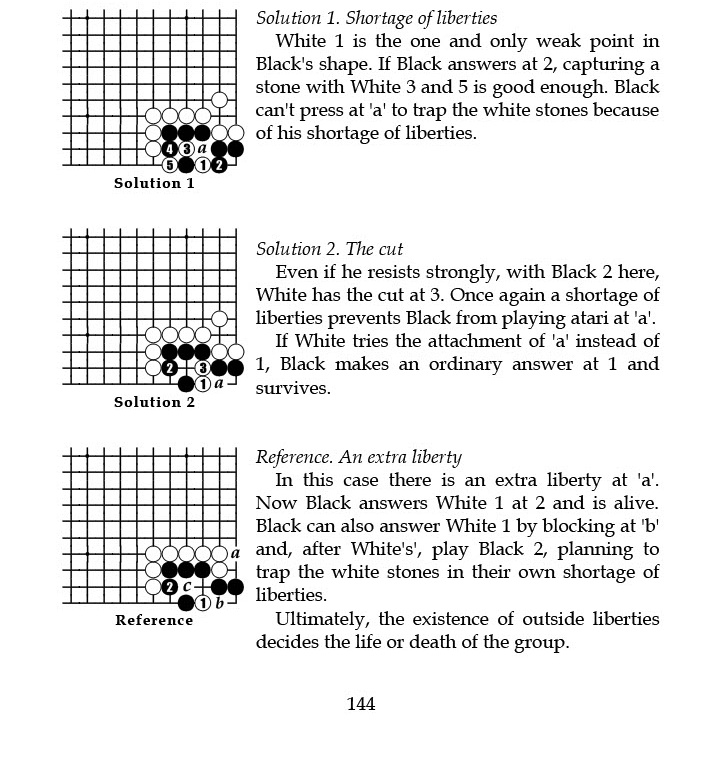 Solution 1. Shortage of liberties
White 1 is the one and only weak point in
Black's shape. If Black answers at 2, capturing a
stone with White 3 and 5 is good enough. Black
can't press at 'a' to trap the white stones because
of his shortage of liberties.
4 3 a
5 1 2
Solution 1
Solution 2. The cut
Even if he resists strongly, with Black 2 here,
White has the cut at 3. Once again a shortage of
liberties prevents Black from playing atari at 'a'.
If White tries the attachment of 'a' instead of
1, Black makes an ordinary answer at 1 and
survives.
2 3
1 a
Solution 2
Reference. An extra liberty
In this case there is an extra liberty at 'a'.
Now Black answers White 1 at 2 and is alive.
Black can also answer White 1 by blocking at 'b'
and, after White's', play Black 2, planning to
trap the white stones in their own shortage of
liberties.
Ultimately, the existence of outside liberties
decides the life or death of the group.
a
2 c
1 b
Reference
144